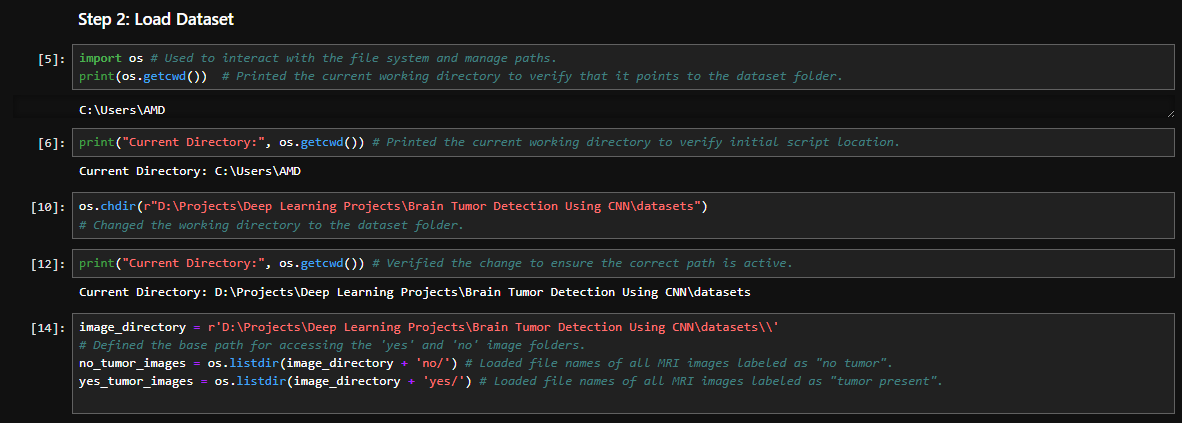 Step 2: Load Dataset
[5]: import os # Used to interact with the file system and manage paths.
print(os.getcwd())  # Printed the current working directory to verify that it points to the dataset folder.
C:\Users\AMD
[6]: print("Current Directory:", os.getcwd()) # Printed the current working directory to verify initial script location.
Current Directory: C:\Users\AMD
[10]: os.chdir(r"D:\Projects\Deep Learning Projects\Brain Tumor Detection Using CNN\datasets")
# Changed the working directory to the dataset folder.
[12]: print("Current Directory:", os.getcwd()) # Verified the change to ensure the correct path is active.
Current Directory: D:\Projects\Deep Learning Projects\Brain Tumor Detection Using CNN\datasets
[14]: image_directory = r'D:\Projects\Deep Learning Projects\Brain Tumor Detection Using CNN\datasets\\'
# Defined the base path for accessing the 'yes' and 'no' image folders.
no_tumor_images = os.listdir(image_directory + 'no/') # Loaded file names of all MRI images labeled as "no tumor".
yes_tumor_images = os.listdir(image_directory + 'yes/') # Loaded file names of all MRI images labeled as "tumor present".